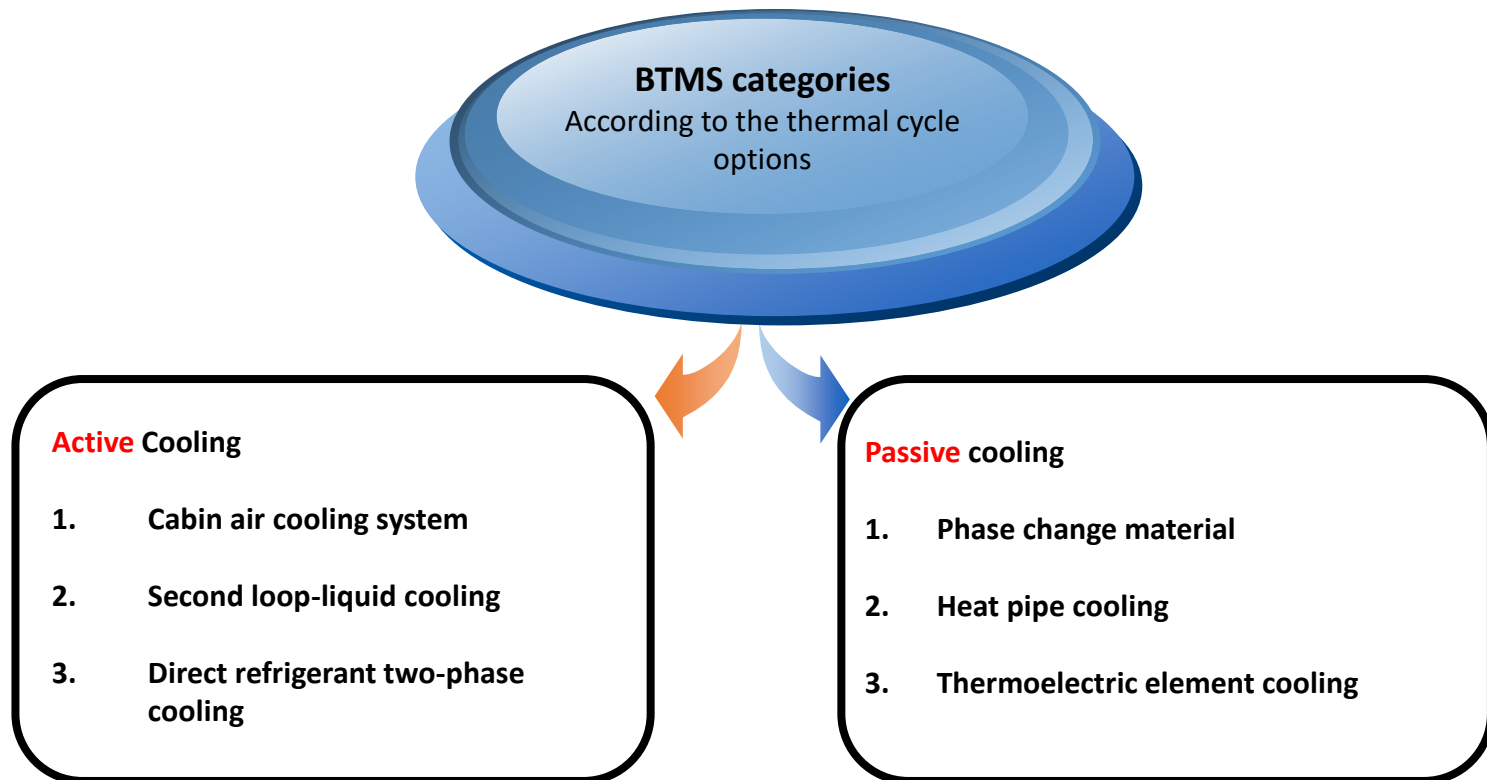 BTMS categories
According to the thermal cycle
options
Active Cooling
1. Cabin air cooling system
2. Second loop-liquid cooling
3. Direct refrigerant two-phase
cooling
Passive cooling
1. Phase change material
2. Heat pipe cooling
3. Thermoelectric element cooling